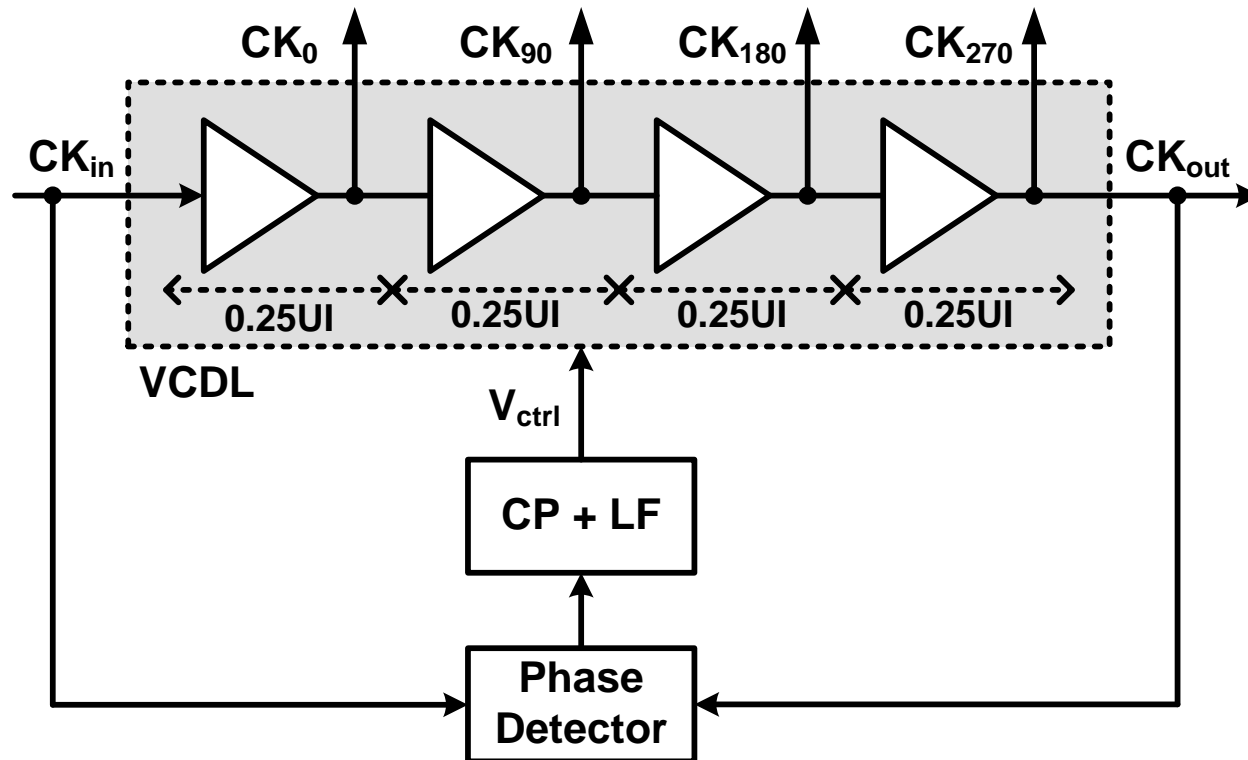 CK0 CK90 CK180 CK270
CKin CKout
0.25UI 0.25UI 0.25UI 0.25UI
VCDL
Vctrl
CP + LF
Phase
Detector